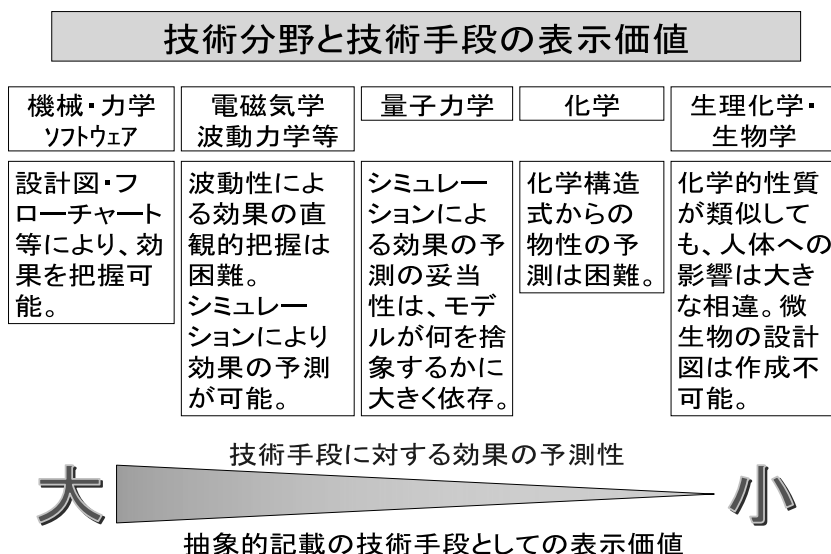 技術分野と技術手段の表示価値
機械・力学
ソフトウェア
電磁気学
波動力学等
量子力学
化学
生理化学・
生物学
設計図・フ
ローチャート
等により、効
果を把握可
能。
波動性によ
る効果の直
観的把握は
困難。
シミュレー
ションにより
効果の予測
が可能。
シミュレー
ションによ
る効果の予
測の妥当
性は、モデ
ルが何を捨
象するかに
大きく依存。
化学構造
式からの
物性の予
測は困難。
化学的性質
が類似して
も、人体への
影響は大き
な相違。微
生物の設計
図は作成不
可能。
技術手段に対する効果の予測性
大
小
抽象的記載の技術手段としての表示価値